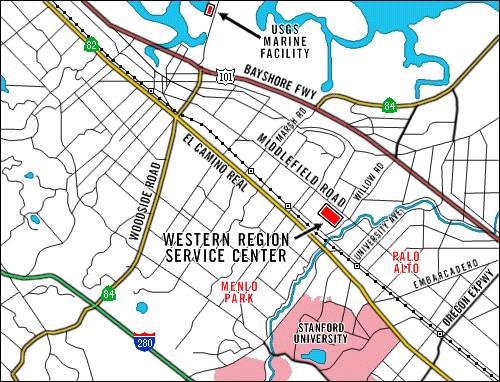 USGS
MARINE
FACILITY
82
101
BAYSHORE FWY
84
MARSH RD
MIDDLEFIELD ROAD
EL CAMINO REAL
WILLOW RD
WOODSIDE ROAD
UNIVERSITY AVE
WESTERN REGION
SERVICE CENTER
PALO
ALTO
EMBARCADERO
MENLO
PARK
OREGON EXPWY
84
STANFORD
UNIVERSITY
280